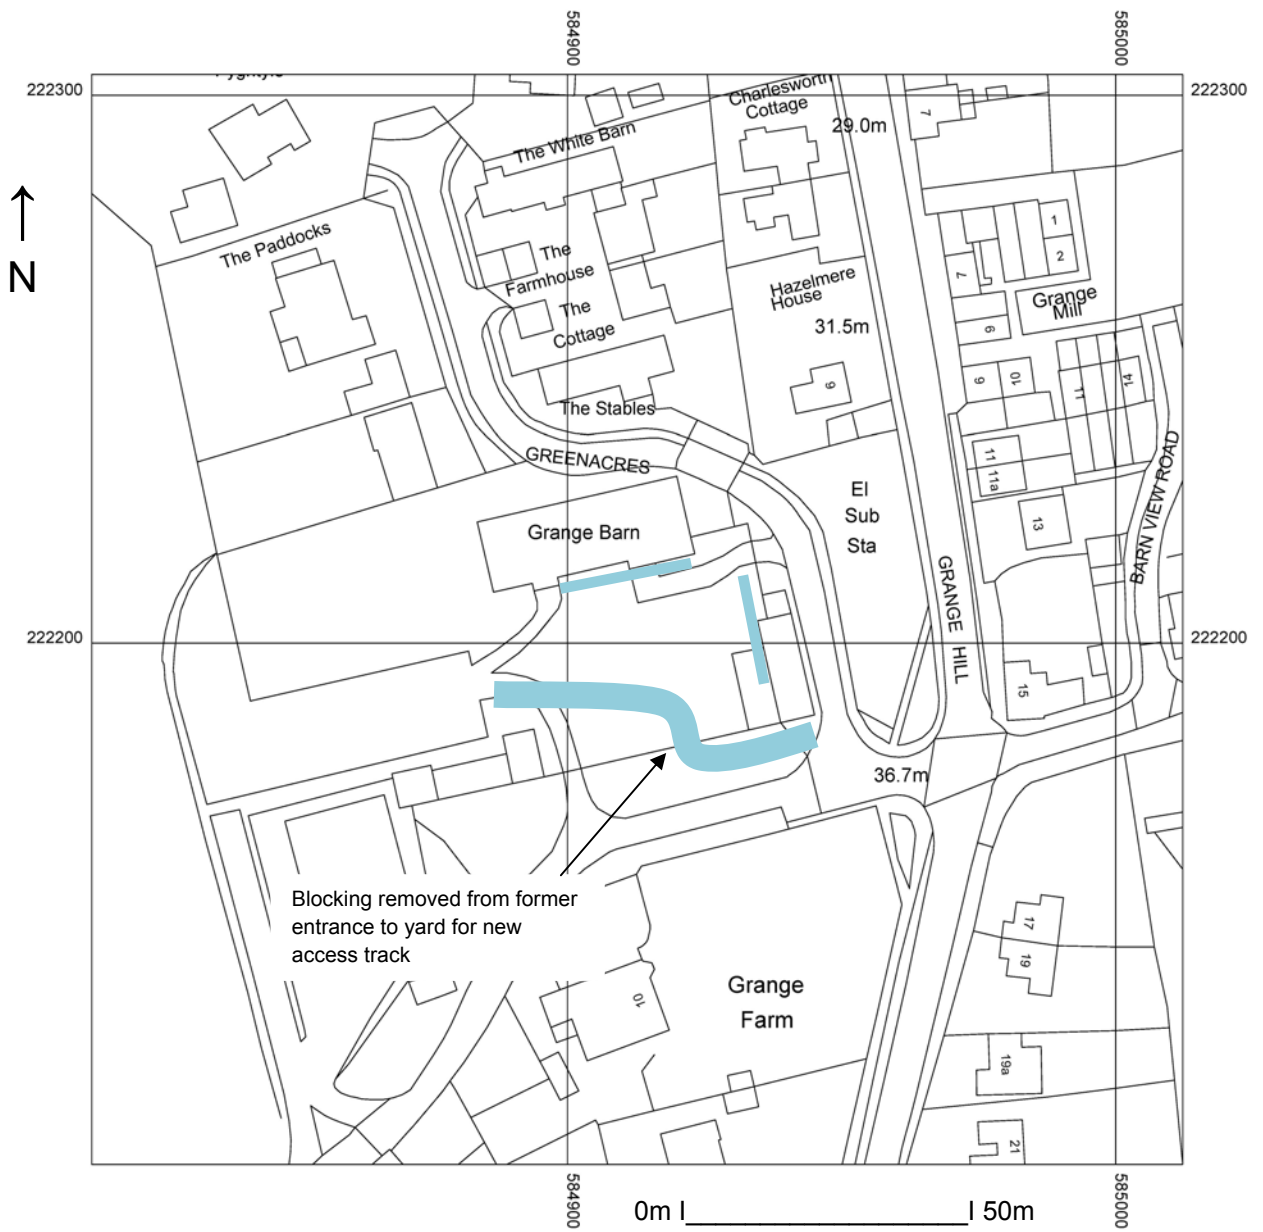 584900
585000
222300
222300
Charlesworth
Cottage
29.0m
7
The White Barn
N
The Paddocks
The
Farmhouse
The
Cottage
Hazelmere
House
31.5m
1
2
7
Grange
Mill
9
9
10
11
14
9
The Stables
GREENACRES
11
11a
13
El
Sub
Sta
Grange Barn
BARN VIEW ROAD
GRANGE HILL
222200
222200
15
36.7m
Blocking removed from former
entrance to yard for new
access track
17
19
10
Grange
Farm
19a
21
584900
585000
0m I____________________I 50m